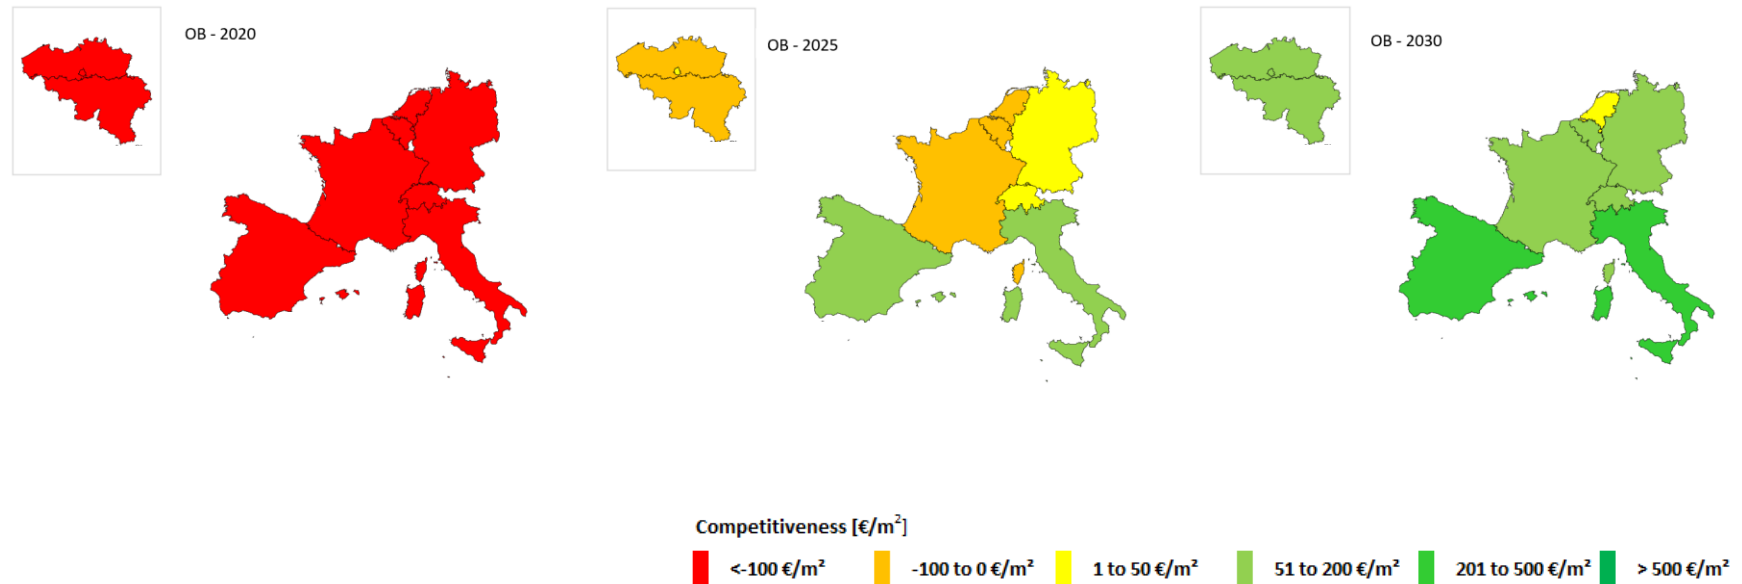 OB - 2020
OB - 2025
OB - 2030
Competitiveness [€/m²]
<-100 €/m²
-100 to 0 €/m²
1 to 50 €/m²
51 to 200 €/m²
201 to 500 €/m²
> 500 €/m²